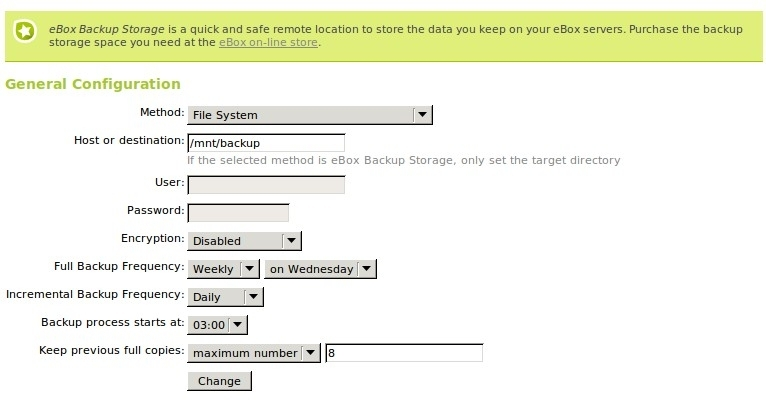 eBox Backup Storage is a quick and safe remote location to store the data you keep on your eBox servers. Purchase the backup
storage space you need at the eBox on-line store.
General Configuration
Method: File System
Host or destination: /mnt/backup
If the selected method is eBox Backup Storage, only set the target directory
User:
Password:
Encryption: Disabled
Full Backup Frequency: Weekly on Wednesday
Incremental Backup Frequency: Daily
Backup process starts at: 03:00
Keep previous full copies: maximum number 8
Change